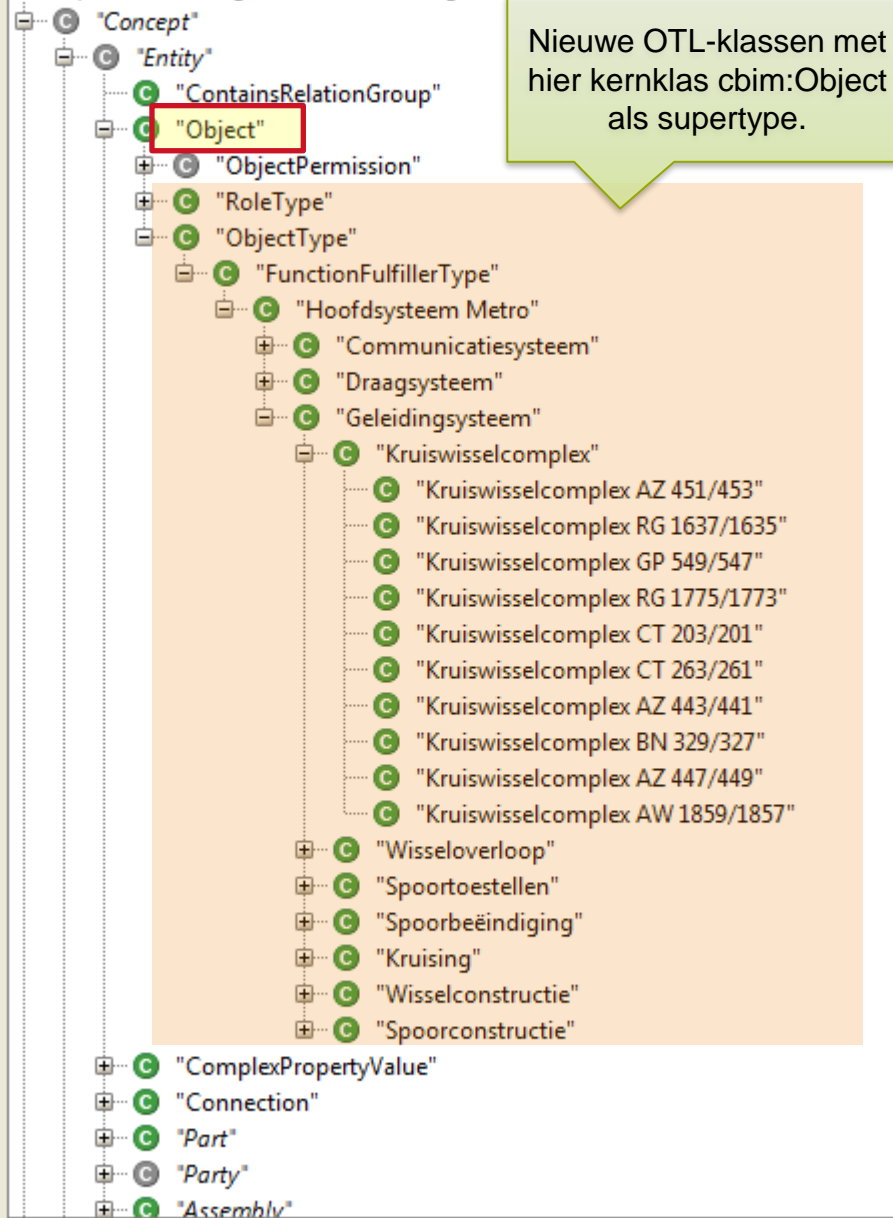 "Concept"
"Entity"
"ContainsRelationGroup"
"Object"
"ObjectPermission"
"RoleType"
"ObjectType"
"FunctionFulfillerType"
"Hoofdsysteem Metro"
"Communicatiesysteem"
"Draagsysteem"
"Geleidingsysteem"
"Kruiswisselcomplex"
"Kruiswisselcomplex AZ 451/453"
"Kruiswisselcomplex RG 1637/1635"
"Kruiswisselcomplex GP 549/547"
"Kruiswisselcomplex RG 1775/1773"
"Kruiswisselcomplex CT 203/201"
"Kruiswisselcomplex CT 263/261"
"Kruiswisselcomplex AZ 443/441"
"Kruiswisselcomplex BN 329/327"
"Kruiswisselcomplex AZ 447/449"
"Kruiswisselcomplex AW 1859/1857"
"Wisseloverloop"
"Spoortoestellen"
"Spoorbeëindiging"
"Kruising"
"Wisselconstructie"
"Spoorconstructie"
"ComplexPropertyValue"
"Connection"
"Part"
"Party"
"Assembly"
Nieuwe OTL-klassen met
hier kernklas cbim:Object
als supertype.